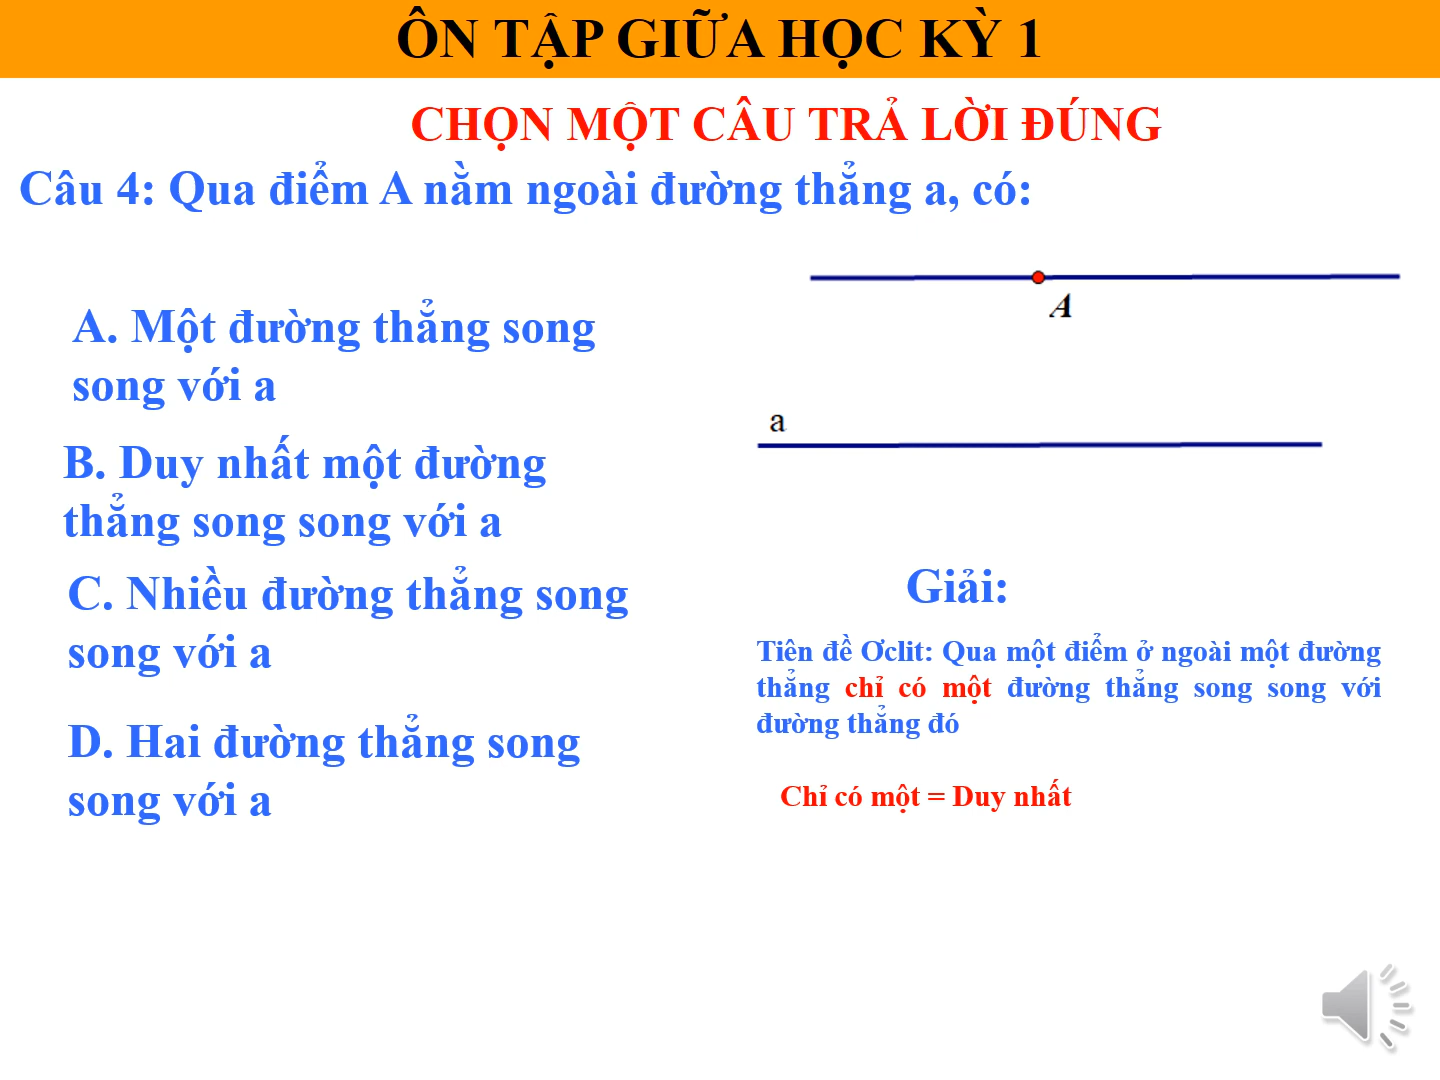 ÔN TẬP GIỮA HỌC KỲ 1
CHỌN MỘT CÂU TRẢ LỜI ĐÚNG
Câu 4: Qua điểm A nằm ngoài đường thẳng a, có:
A. Một đường thẳng song
song với a
B. Duy nhất một đường
thẳng song song với a
C. Nhiều đường thẳng song
song với a
D. Hai đường thẳng song
song với a
A
a
Giải:
Tiên đề Ơclit: Qua một điểm ở ngoài một đường
thẳng chỉ có một đường thẳng song song với
đường thẳng đó
Chỉ có một = Duy nhất